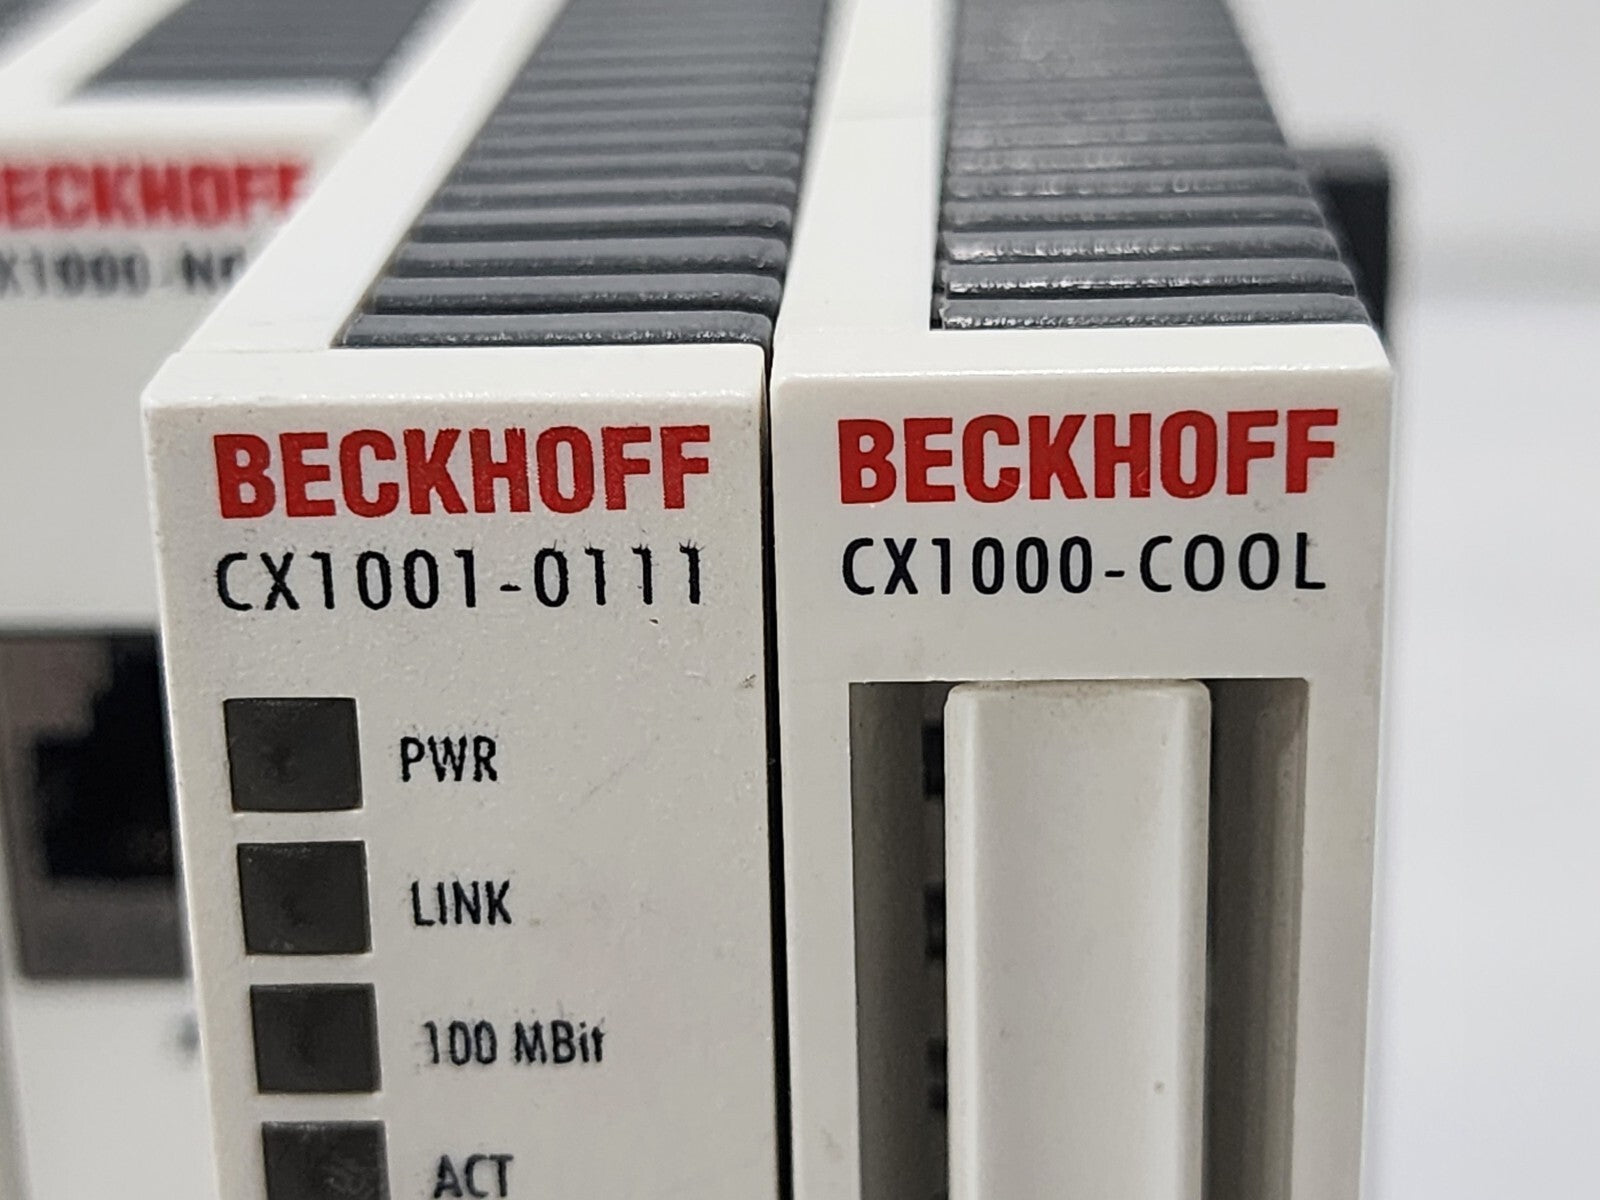 BECKHOFF
BECKHOFF
CX1001-0111
PWR
LINK
100 MBit
ACT
BECKHOFF
CX1000-COOL